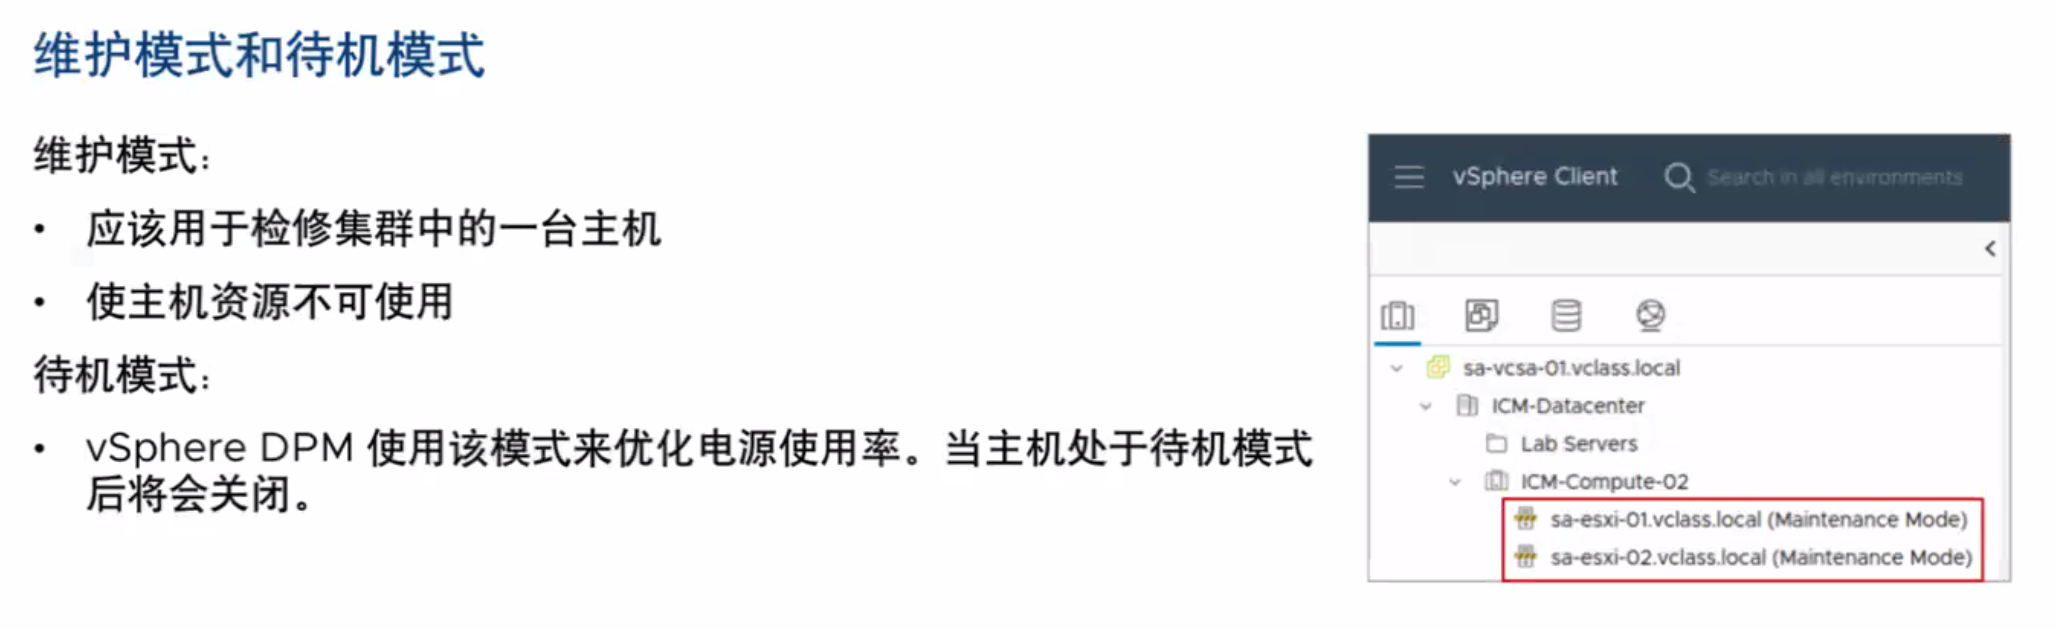 维护模式和待机模式
维护模式：
• 应该用于检修集群中的一台主机
• 使主机资源不可使用
待机模式：
• vSphere DPM 使用该模式来优化电源使用率。当主机处于待机模式
后将会关闭。
vSphere Client
Search in all environments
sa-vcsa-01.vclass.local
ICM-Datacenter
Lab Servers
ICM-Compute-02
sa-esxi-01.vclass.local (Maintenance Mode)
sa-esxi-02.vclass.local (Maintenance Mode)